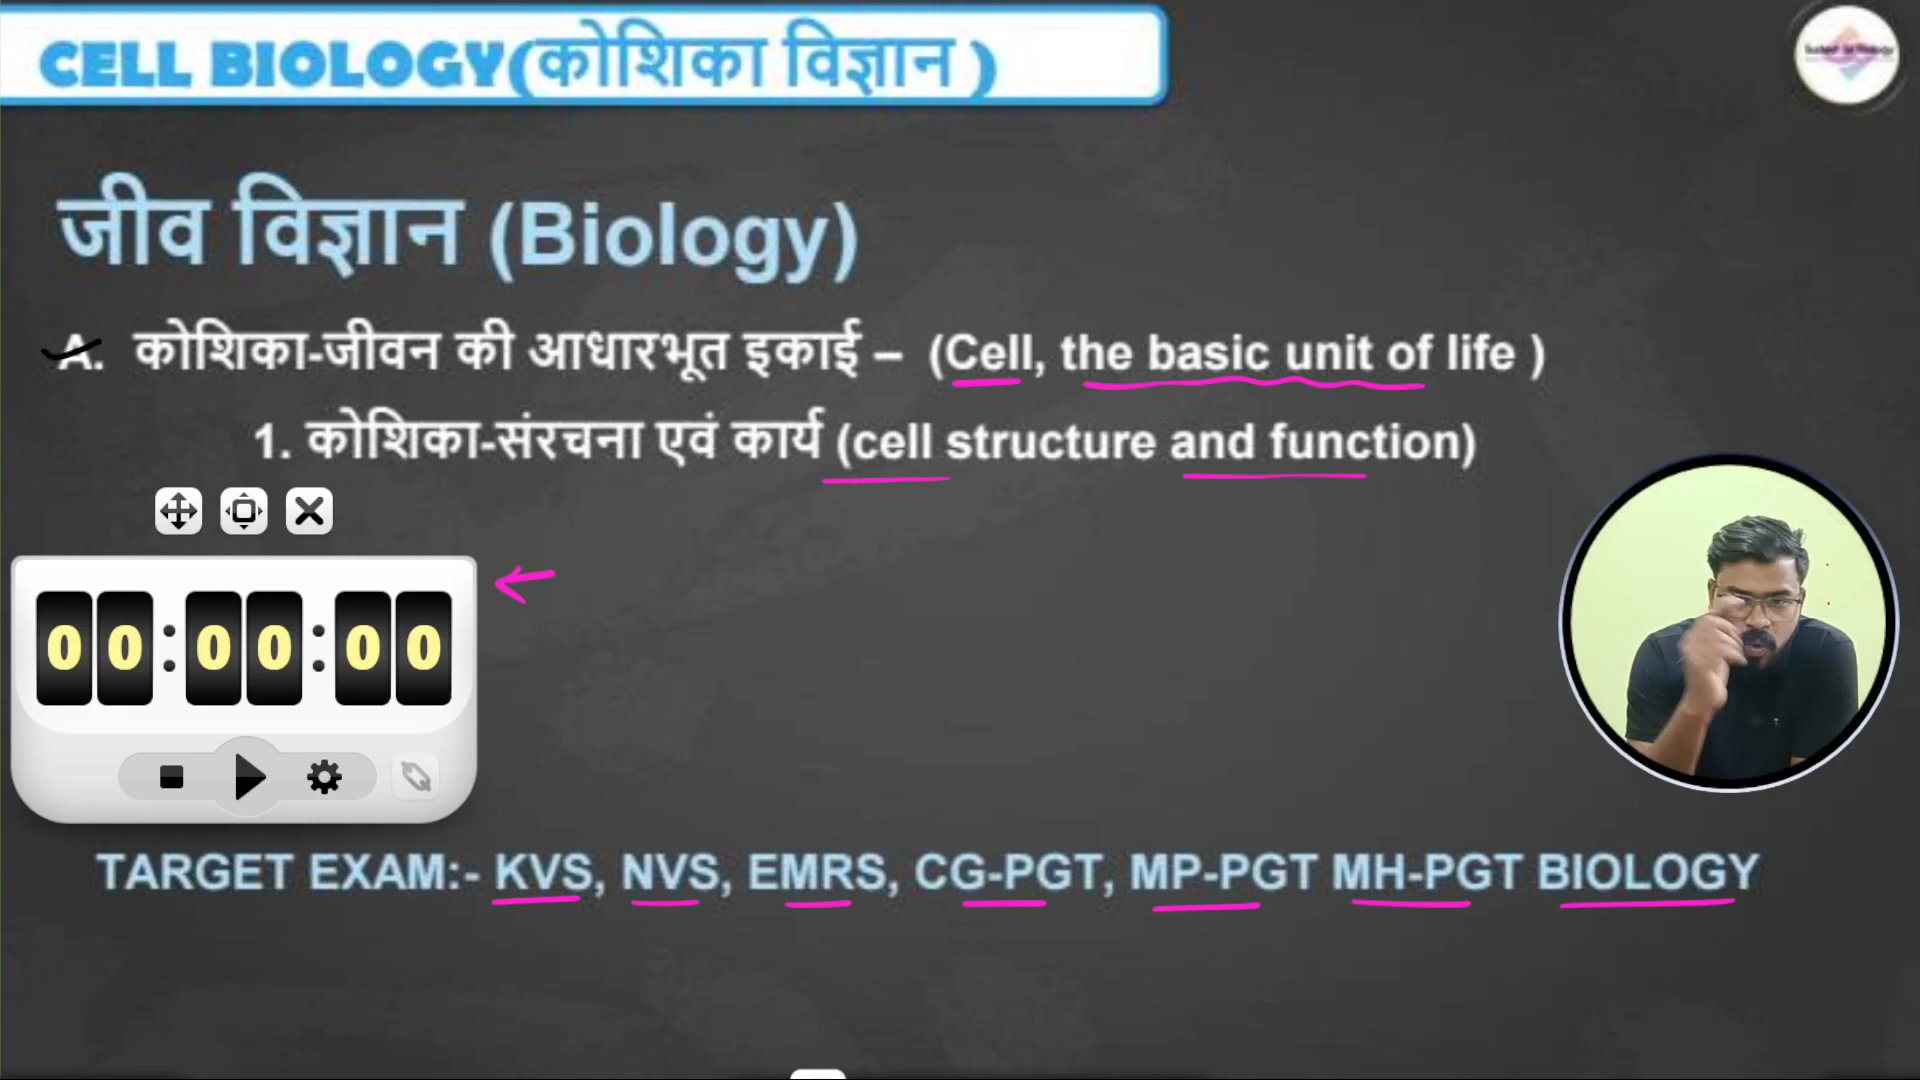 CELL BIOLOGY(कोशिका विज्ञान )
जीव विज्ञान (Biology)
A. कोशिका-जीवन की आधारभूत इकाई – (Cell, the basic unit of life )
1. कोशिका-संरचना एवं कार्य (cell structure and function)
00:00:00
TARGET EXAM:- KVS, NVS, EMRS, CG-PGT, MP-PGT MH-PGT BIOLOGY